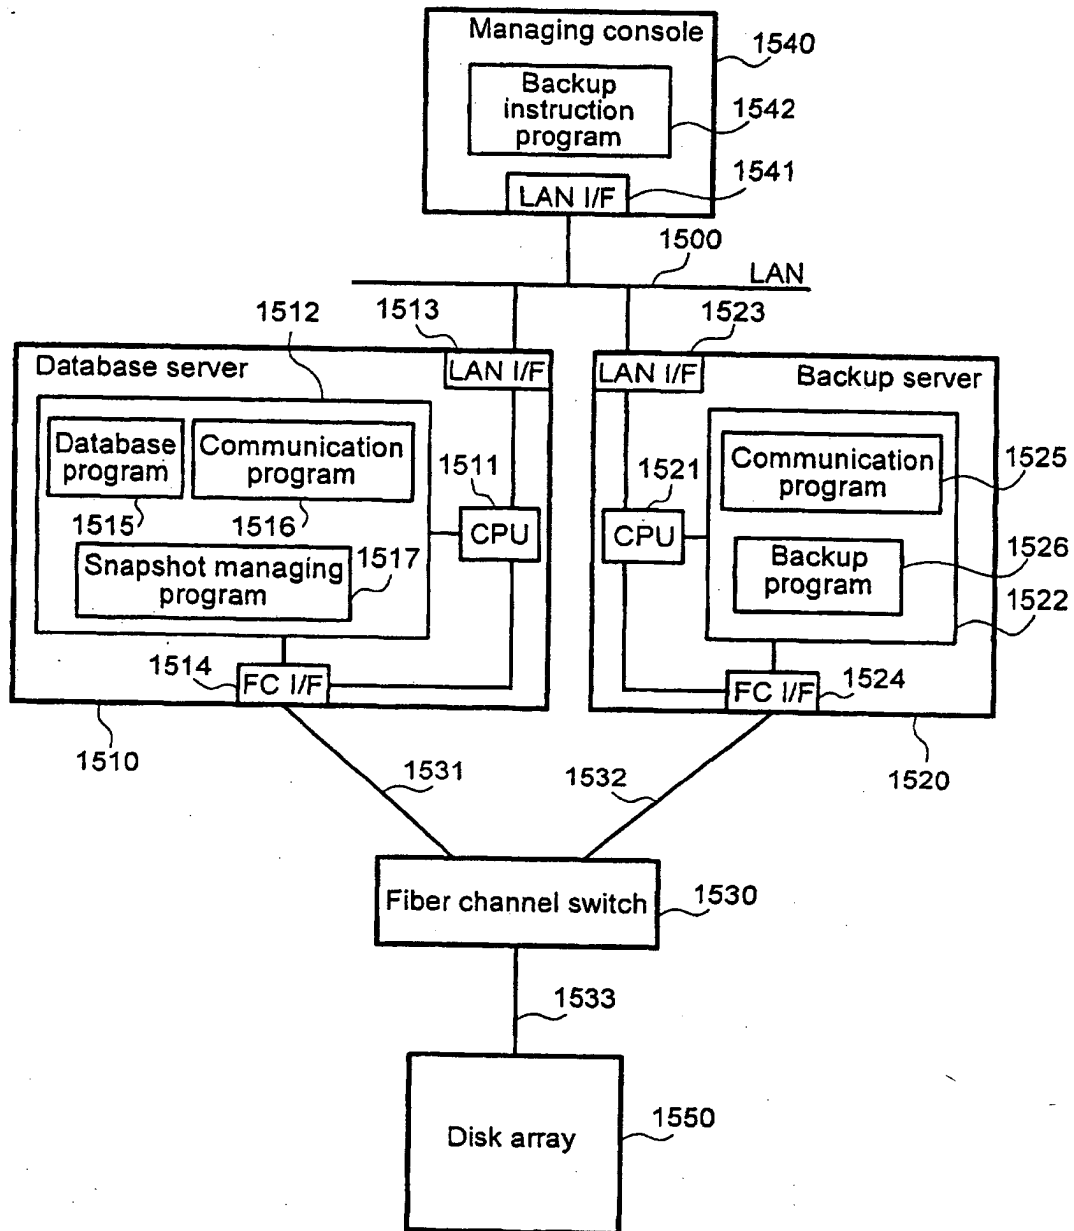 Managing console
1540
Backup
instruction
program
1542
1541
LAN I/F
1500
LAN
1512
1513
1523
Database server
LAN I/F
LAN I/F
Backup server
Database
program
Communication
program
1511
1521
Communication
program
1525
1515
1516
CPU
CPU
Snapshot managing
program
1517
Backup
program
1526
1522
1514
FC I/F
FC I/F
1524
1510
1531
1532
1520
Fiber channel switch
1530
1533
Disk array
1550